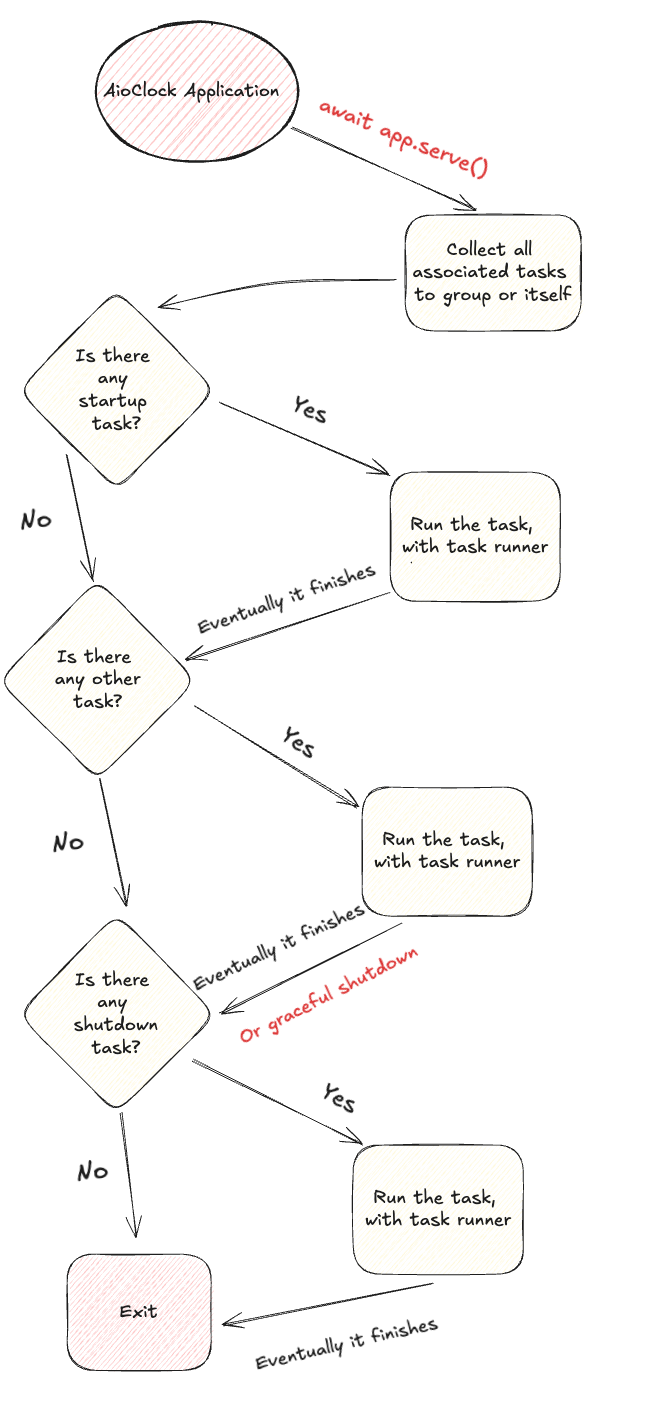 AioClock Application
await app.serve()
Collect all
associated tasks
to group or itself
Is there
any
startup
task?
Yes
No
Run the task,
with task runner
Eventually it finishes
Is there
any other
task?
Yes
No
Run the task,
with task runner
Eventually it finishes
Or graceful shutdown
Is there
any
shutdown
task?
Yes
No
Run the task,
with task runner
Exit
Eventually it finishes